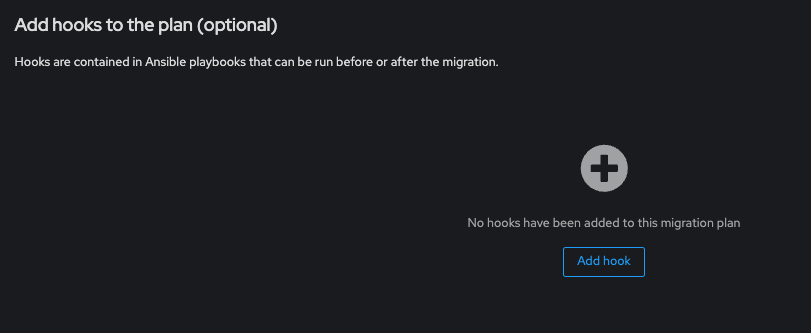 Add hooks to the plan (optional)
Hooks are contained in Ansible playbooks that can be run before or after the migration.
No hooks have been added to this migration plan
Add hook